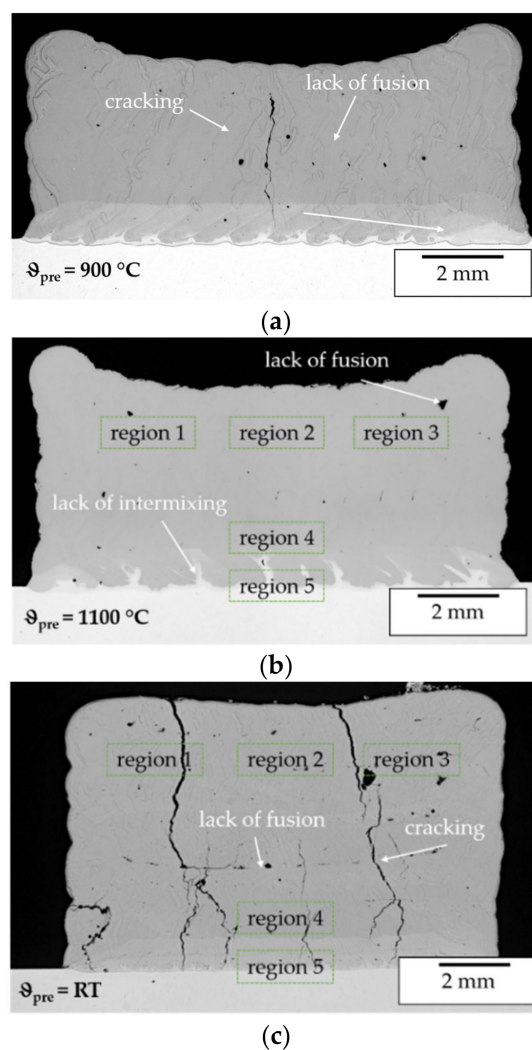 cracking
lack of fusion
ϑpre = 900 °C
2 mm
(a)
lack of fusion
region 1
region 2
region 3
lack of intermixing
region 4
region 5
ϑpre = 1100 °C
2 mm
(b)
region 1
region 2
region 3
lack of fusion
cracking
region 4
region 5
ϑpre = RT
2 mm
(c)